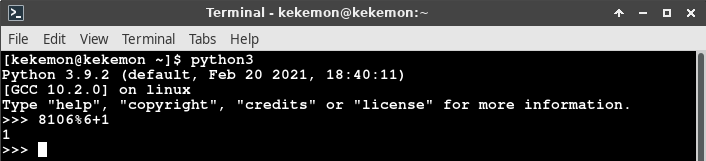 Terminal - kekemon@kekemon:~
File Edit View Terminal Tabs Help
[kekemon@kekemon ~]$ python3
Python 3.9.2 (default, Feb 20 2021, 18:40:11)
[GCC 10.2.0] on linux
Type "help", "copyright", "credits" or "license" for more information.
>>> 8106%6+1
1
>>>